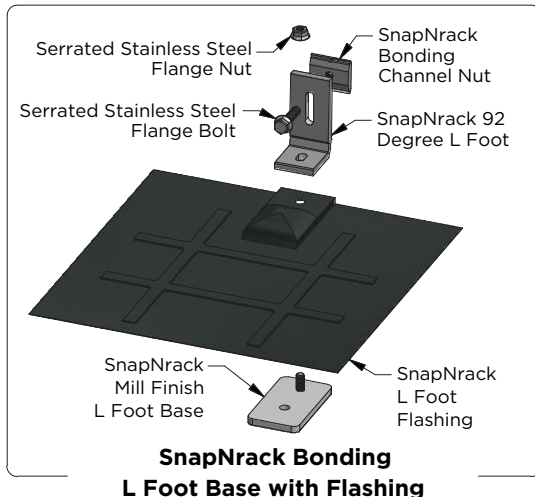 Serrated Stainless Steel
Flange Nut
SnapNrack
Bonding
Channel Nut
Serrated Stainless Steel
Flange Bolt
SnapNrack 92
Degree L Foot
SnapNrack
Mill Finish
L Foot Base
SnapNrack
L Foot
Flashing
SnapNrack Bonding
L Foot Base with Flashing